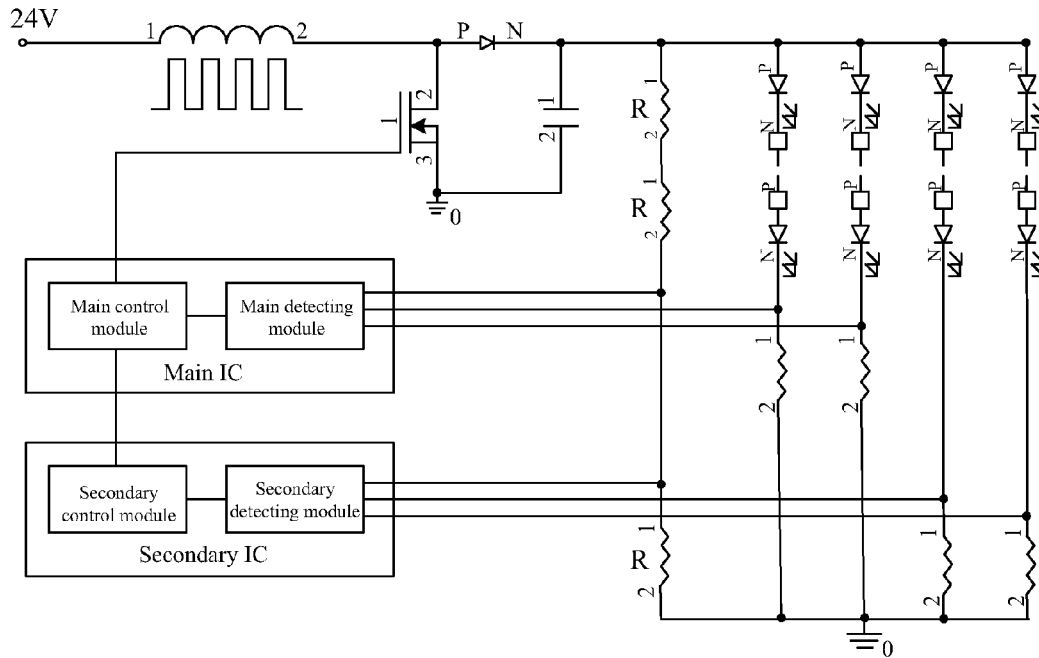 24V
1 2
P N
2
1
3
0
1
2
1
R
2
1
R
2
P P P P
N N N N
P P P P
N N N N
Main control module
Main detecting module
Main IC
1 1
2 2
Secondary control module
Secondary detecting module
Secondary IC
1
R
2
1 1
2 2
0